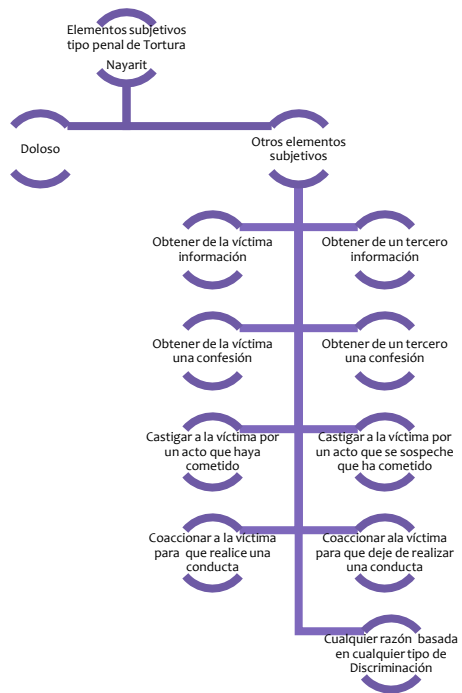 Elementos subjetivos
tipo penal de Tortura
Nayarit
Doloso
Otros elementos
subjetivos
Obtener de la víctima
información
Obtener de un tercero
información
Obtener de la víctima
una confesión
Obtener de un tercero
una confesión
Castigar a la víctima por
un acto que haya
cometido
Castigar a la víctima por
un acto que se sospeche
que ha cometido
Coaccionar a la víctima
para que realice una
conducta
Coaccionar ala víctima
para que deje de realizar
una conducta
Cualquier razón basada
en cualquier tipo de
Discriminación